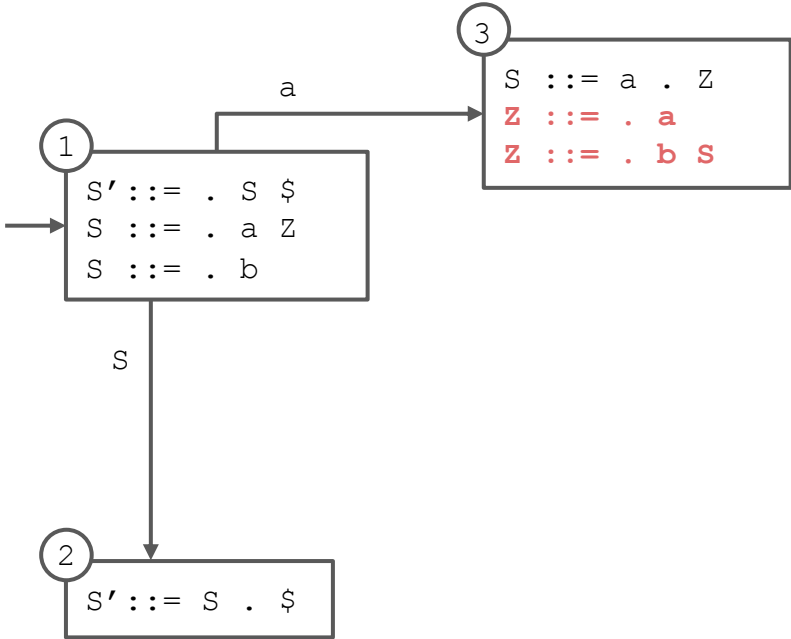 3
S ::= a . Z
Z ::= . a
Z ::= . b S
a
1
S’::= . S $
S ::= . a Z
S ::= . b
S
2
S’::= S . $